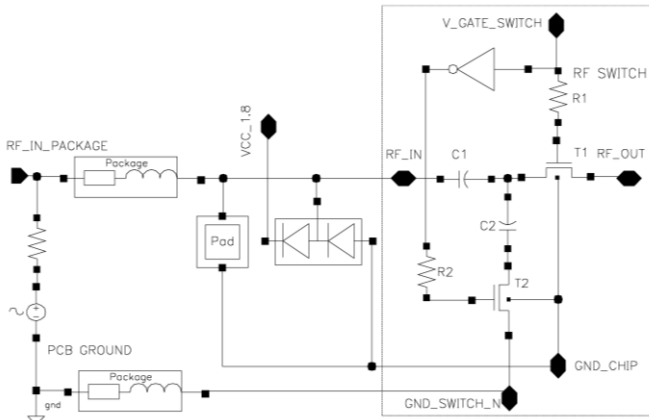 V_GATE_SWITCH
RF SWITCH
R1
VCC_1.8
RF_IN_PACKAGE
Package
RF_IN
C1
T1
RF_OUT
Pad
C2
R2
T2
PCB GROUND
GND_CHIP
Package
gnd
GND_SWITCH_N